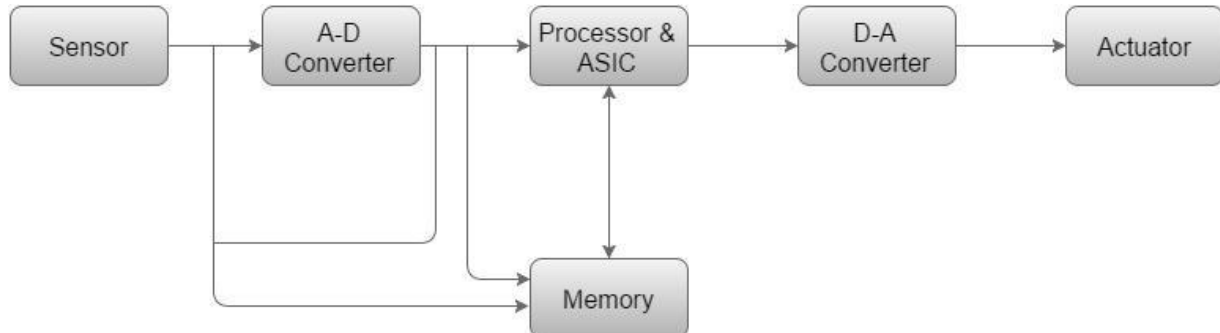 Sensor
A-D
Converter
Processor &
ASIC
D-A
Converter
Actuator
Memory